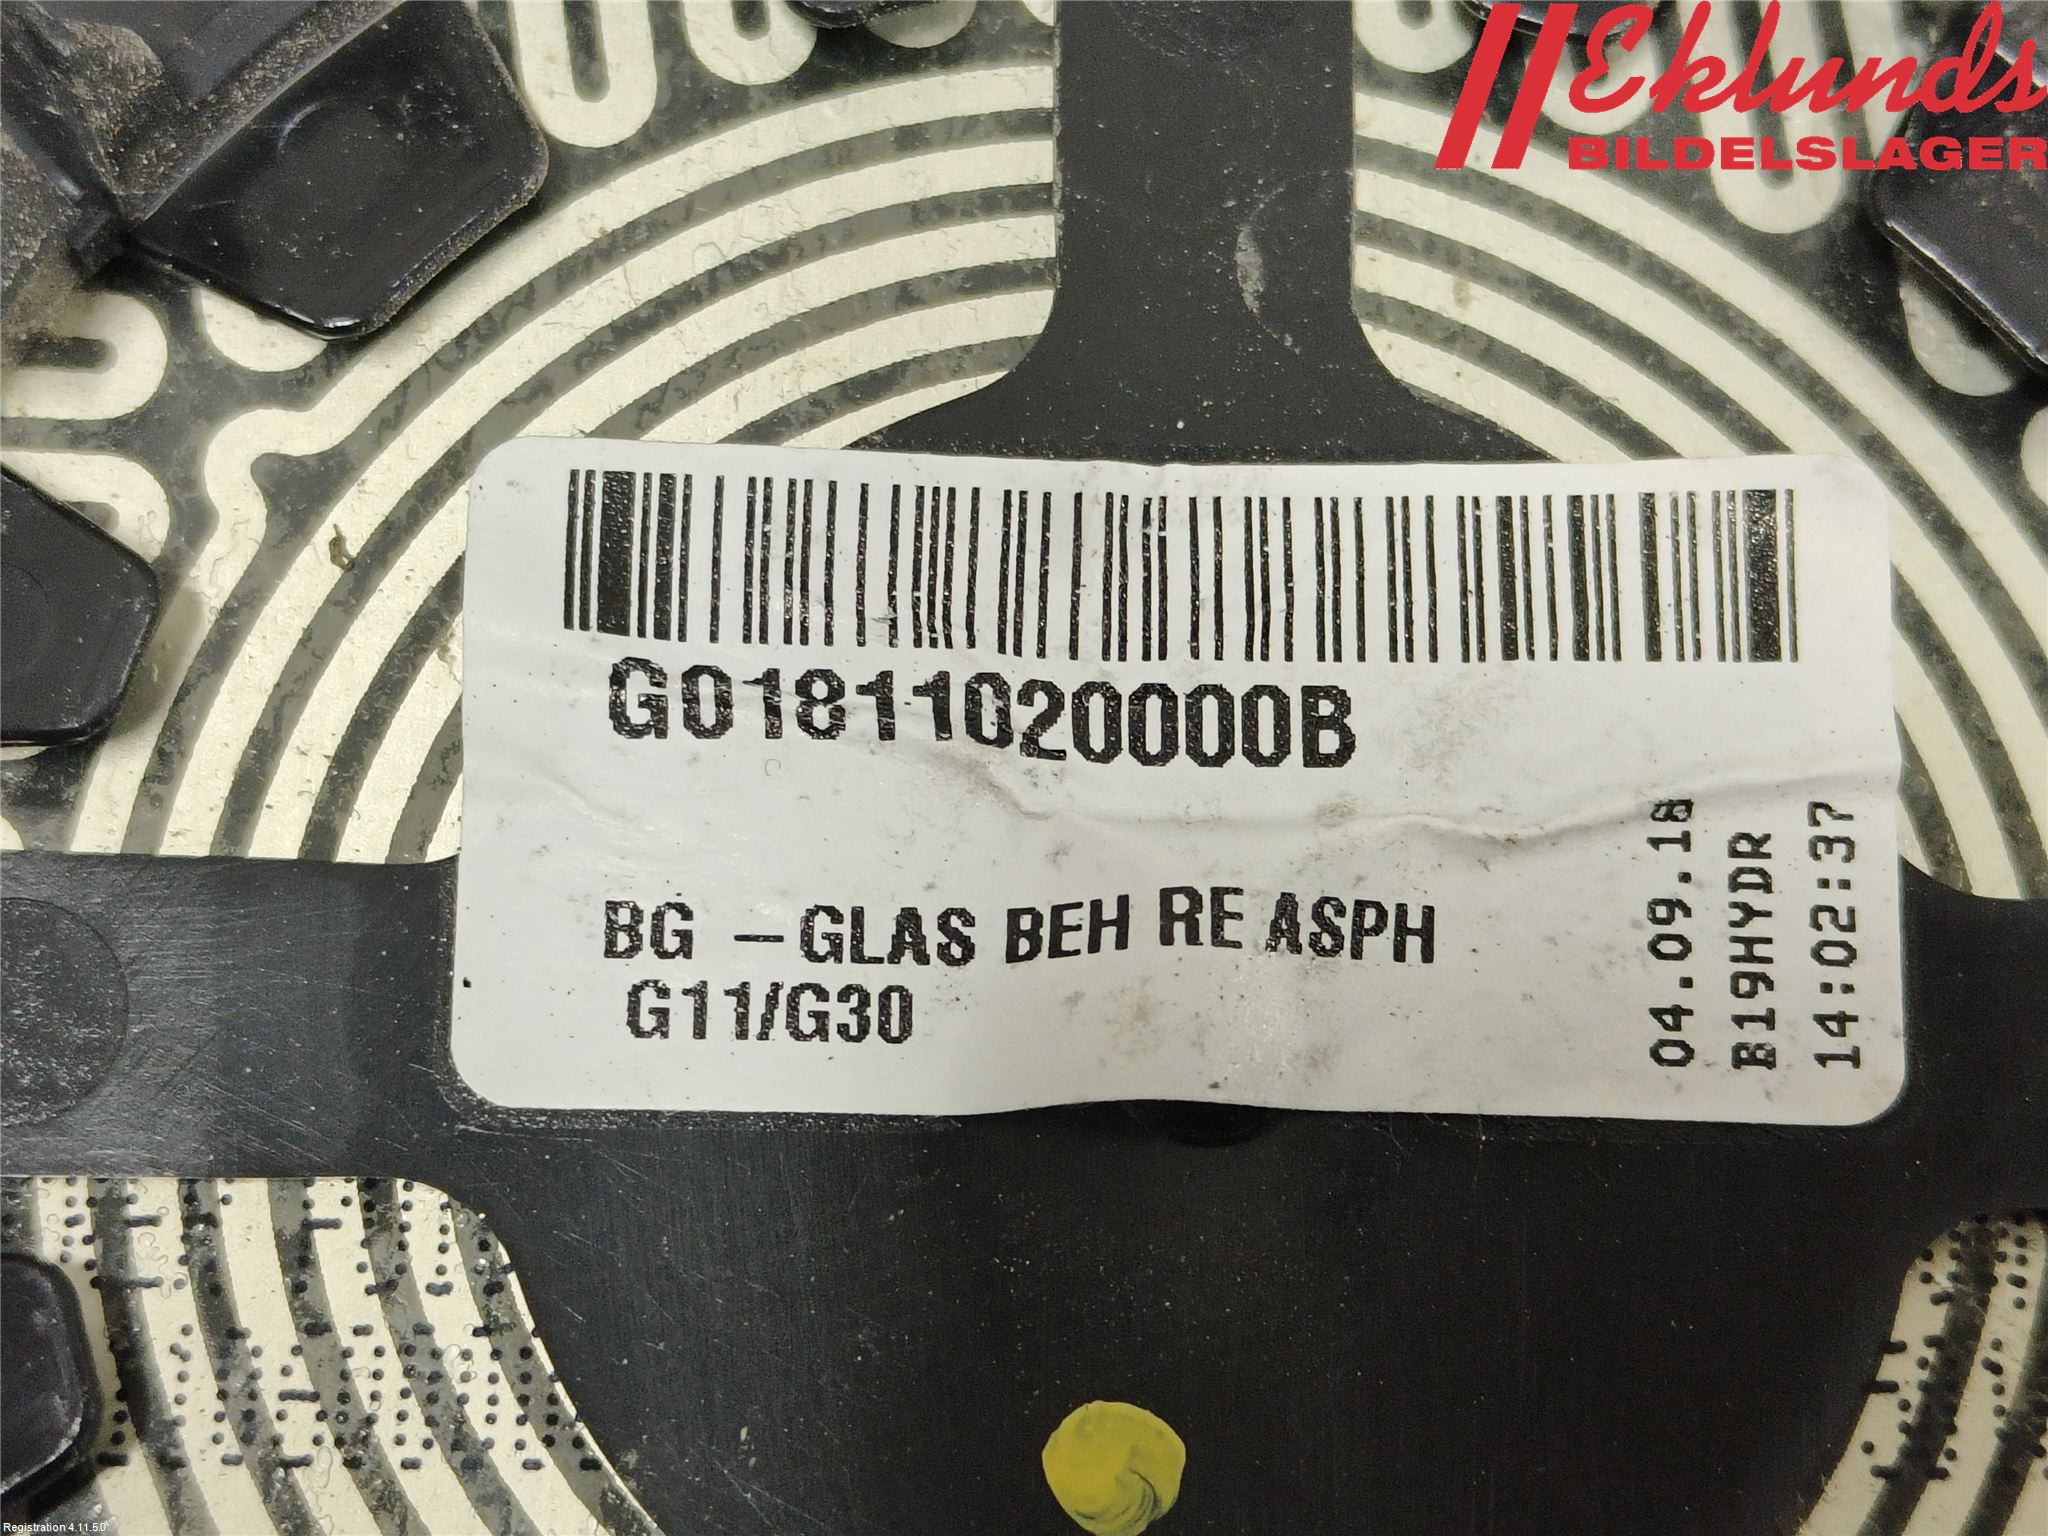 Eklunds
BILDELSLAGER
G01811020000B
BG – GLAS BEH RE ASPH
G11/G30
04.09.18
B19HYDR
14:02:37
Registration 4.11.5.0